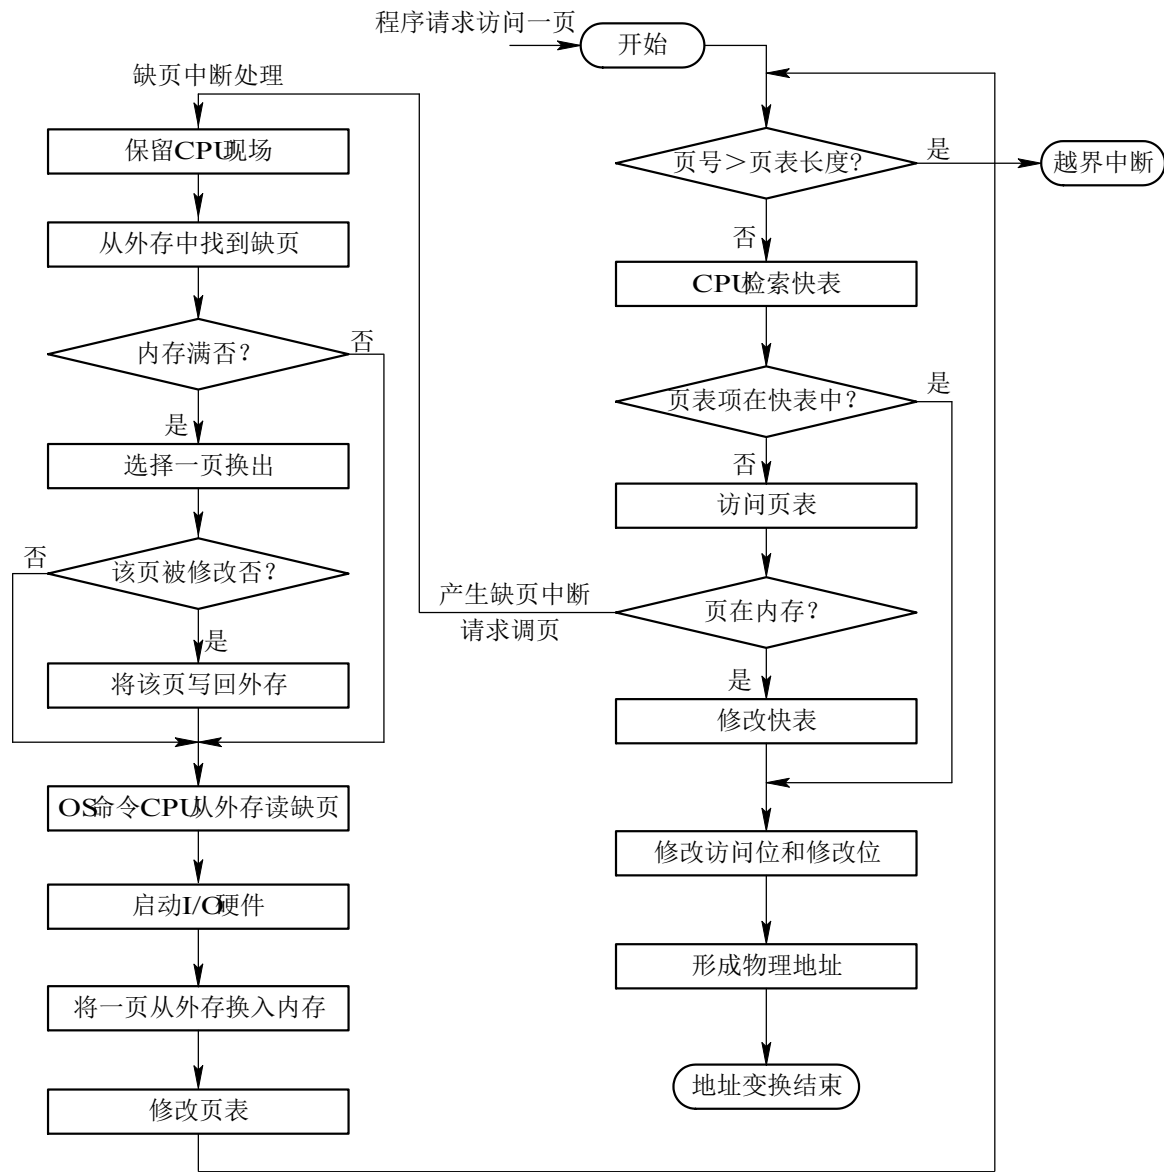 程序请求访问一页
开始
缺页中断处理
保留CPU现场
页号＞页表长度?
是
越界中断
从外存中找到缺页
否
CPU检索快表
内存满否?
否
页表项在快表中?
是
是
选择一页换出
否
访问页表
否
该页被修改否?
产生缺页中断
请求调页
页在内存?
是
将该页写回外存
是
修改快表
OS命令CPU从外存读缺页
修改访问位和修改位
启动I/O硬件
形成物理地址
将一页从外存换入内存
地址变换结束
修改页表